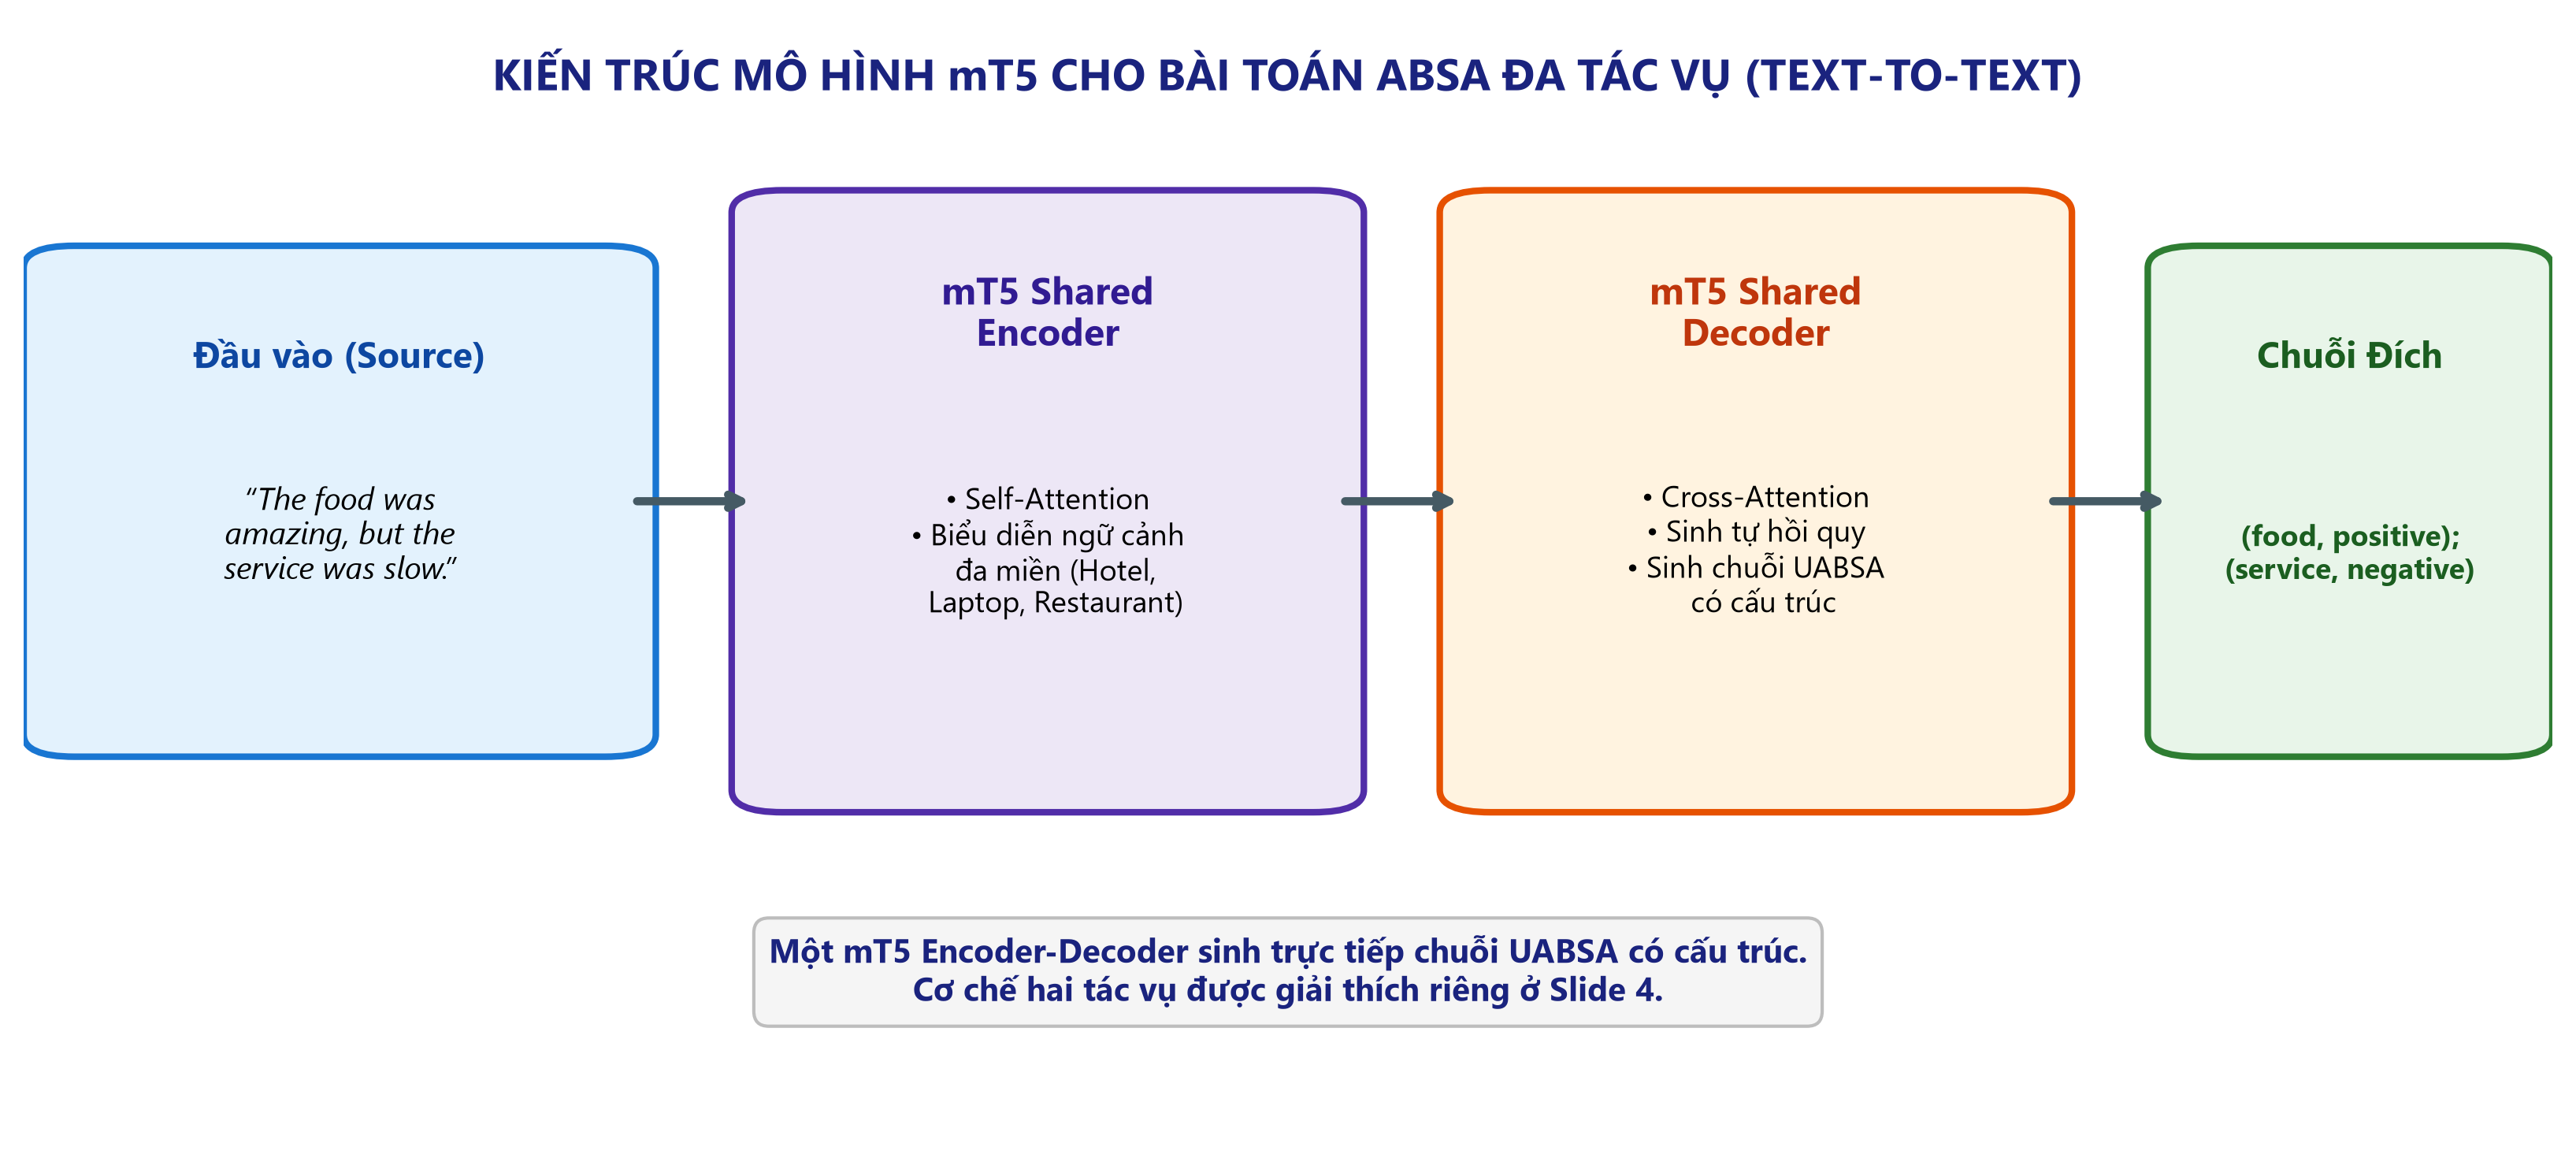 KIẾN TRÚC MÔ HÌNH mT5 CHO BÀI TOÁN ABSA ĐA TÁC VỤ (TEXT-TO-TEXT)
Đầu vào (Source)
“The food was
amazing, but the
service was slow.”
mT5 Shared
Encoder
• Self-Attention
• Biểu diễn ngữ cảnh
đa miền (Hotel,
Laptop, Restaurant)
mT5 Shared
Decoder
• Cross-Attention
• Sinh tự hồi quy
• Sinh chuỗi UABSA
có cấu trúc
Chuỗi Đích
(food, positive);
(service, negative)
Một mT5 Encoder-Decoder sinh trực tiếp chuỗi UABSA có cấu trúc.
Cơ chế hai tác vụ được giải thích riêng ở Slide 4.